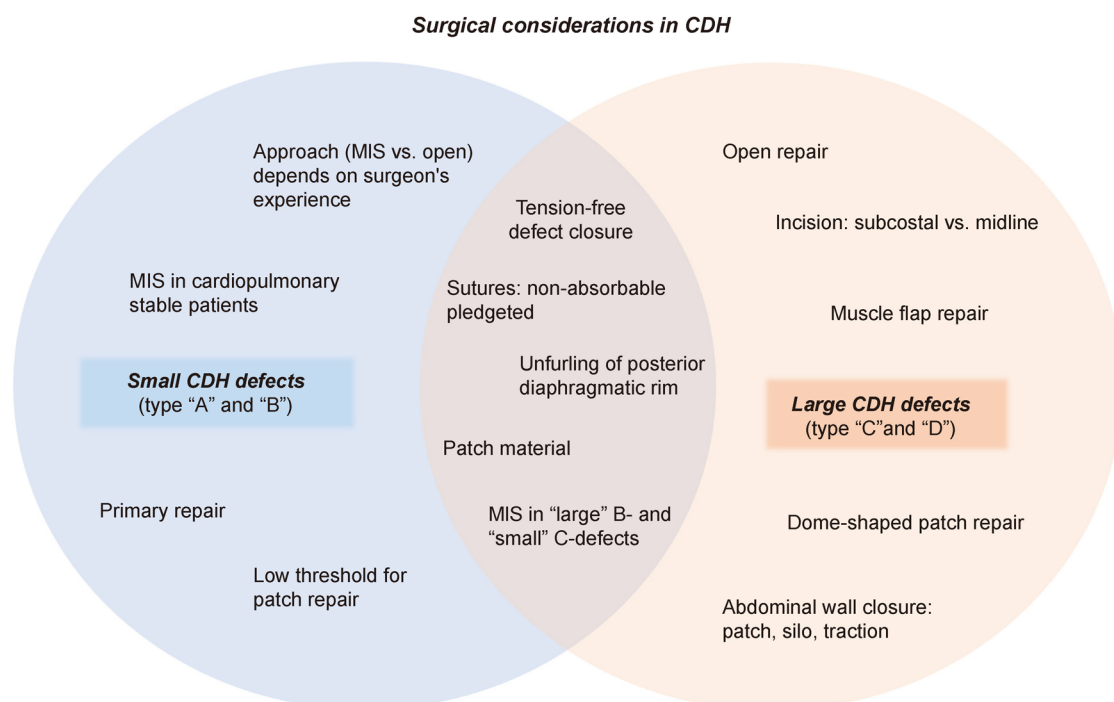 Surgical considerations in CDH
Approach (MIS vs. open)
depends on surgeon's
experience
MIS in cardiopulmonary
stable patients
Small CDH defects
(type “A” and “B”)
Primary repair
Low threshold for
patch repair
Tension-free
defect closure
Sutures: non-absorbable
pledgeted
Unfurling of posterior
diaphragmatic rim
Patch material
MIS in “large” B- and
“small” C-defects
Open repair
Incision: subcostal vs. midline
Muscle flap repair
Large CDH defects
(type “C”and “D”)
Dome-shaped patch repair
Abdominal wall closure:
patch, silo, traction